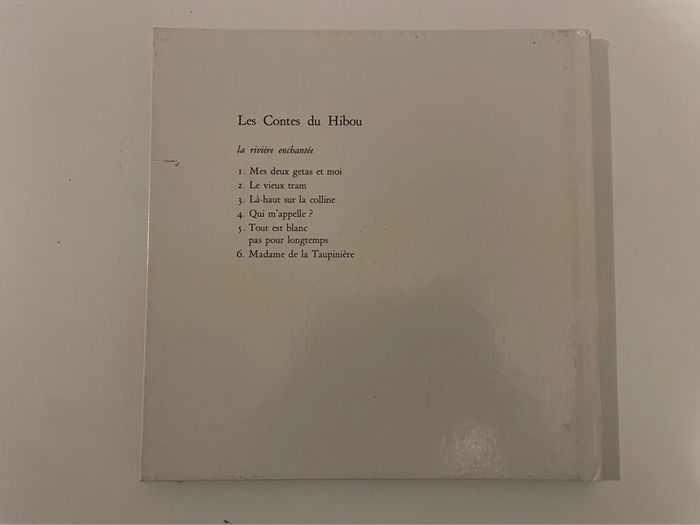 Les Contes du Hibou
la rivière enchantée
1. Mes deux getas et moi
2. Le vieux tram
3. Là-haut sur la colline
4. Qui m'appelle ?
5. Tout est blanc
pas pour longtemps
6. Madame de la Taupinière